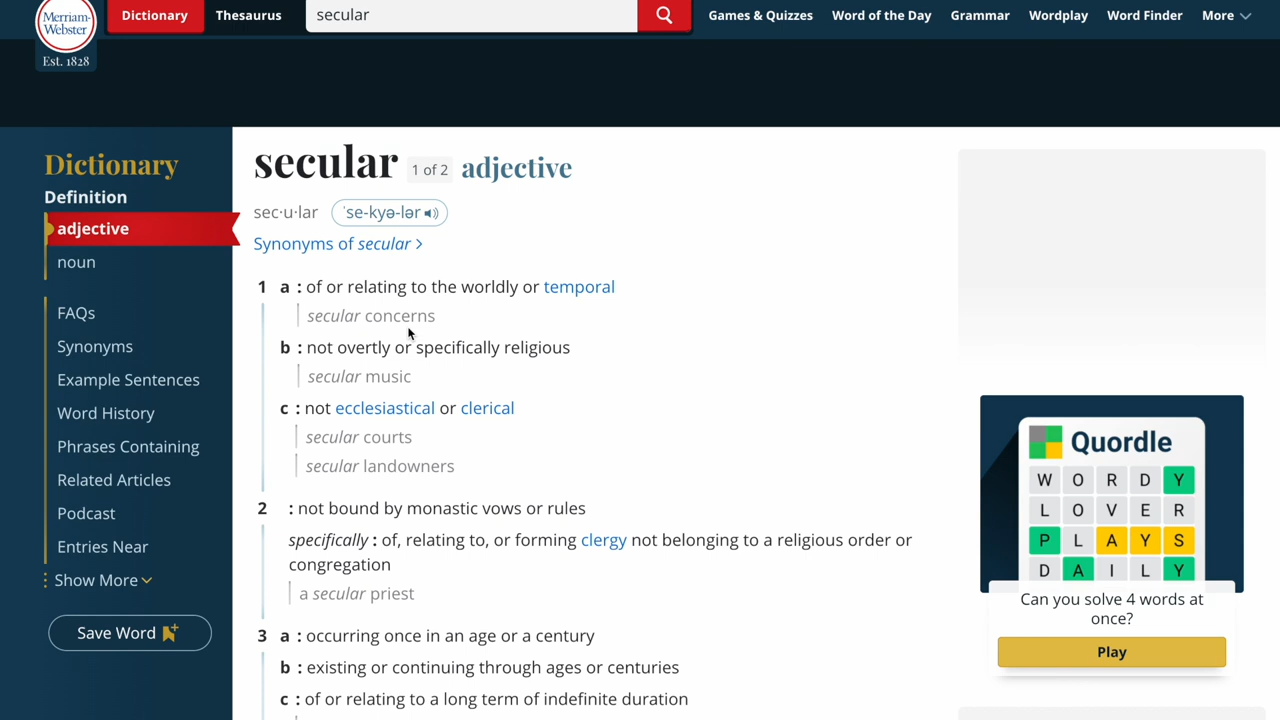 Merriam-
Webster
Est. 1828
Dictionary
Thesaurus
secular
Games & Quizzes
Word of the Day
Grammar
Wordplay
Word Finder
More
Dictionary
Definition
adjective
noun
FAQs
Synonyms
Example Sentences
Word History
Phrases Containing
Related Articles
Podcast
Entries Near
Show More
Save Word
secular 1 of 2 adjective
sec·u·lar ˈse-kyə-lər
Synonyms of secular >
1 a : of or relating to the worldly or temporal
secular concerns
b : not overtly or specifically religious
secular music
c : not ecclesiastical or clerical
secular courts
secular landowners
2 : not bound by monastic vows or rules
specifically : of, relating to, or forming clergy not belonging to a religious order or
congregation
a secular priest
3 a : occurring once in an age or a century
b : existing or continuing through ages or centuries
c : of or relating to a long term of indefinite duration
Quordle
W O R D Y
L O V E R
P L A Y S
D A I L Y
Can you solve 4 words at
once?
Play